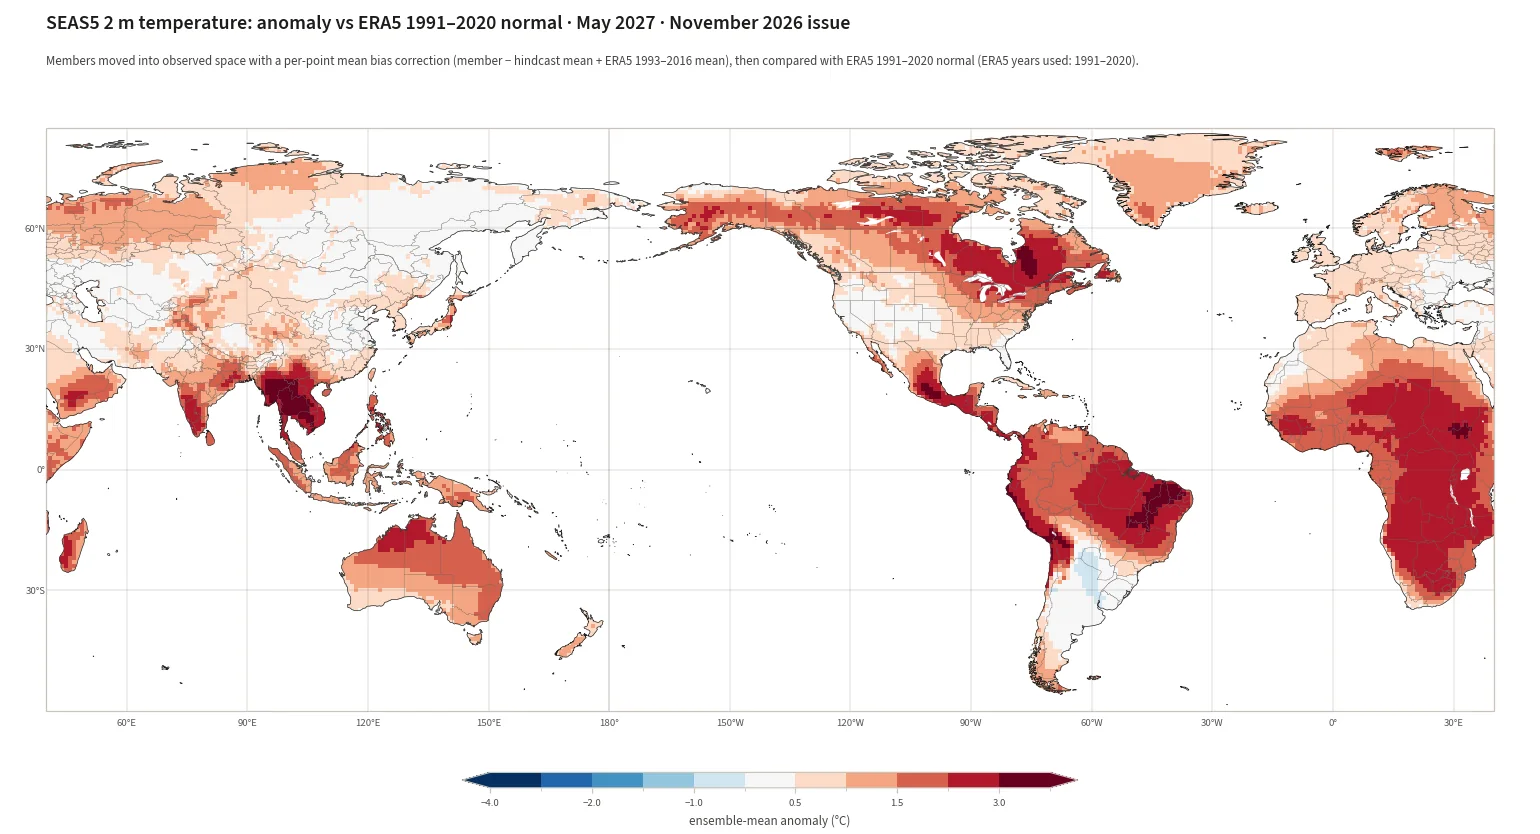 SEAS5 2 m temperature: anomaly vs ERA5 1991–2020 normal · May 2027 · November 2026 issue
Members moved into observed space with a per-point mean bias correction (member − hindcast mean + ERA5 1993–2016 mean), then compared with ERA5 1991–2020 normal (ERA5 years used: 1991–2020).
60°N
30°N
0°
30°S
60°E 90°E 120°E 150°E 180° 150°W 120°W 90°W 60°W 30°W 0° 30°E
−4.0 −2.0 −1.0 0.5 1.5 3.0
ensemble-mean anomaly (°C)